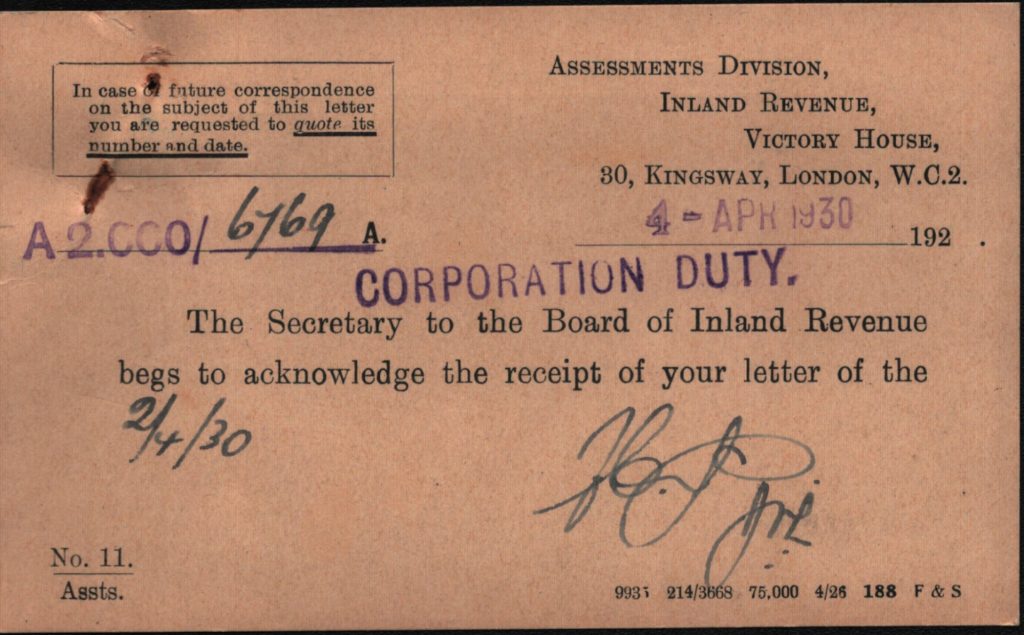 In case of future correspondence
on the subject of this letter
you are requested to quote its
number and date.
ASSESSMENTS DIVISION,
INLAND REVENUE,
VICTORY HOUSE,
30, KINGSWAY, LONDON, W.C.2.
A 2.CCO/ 6769 A.
4 - APR 1930
192 .
CORPORATION DUTY.
The Secretary to the Board of Inland Revenue
begs to acknowledge the receipt of your letter of the
2/4/30
No. 11.
Assts.
214/3668 75,000 4/26 188 F & S